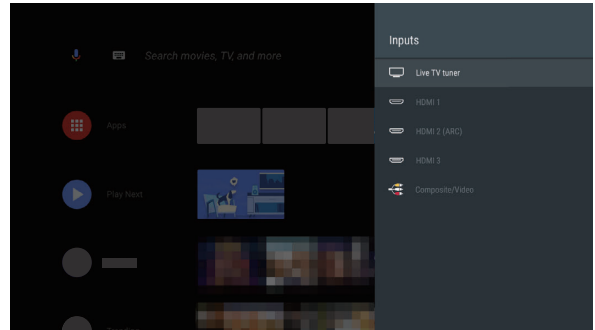 Search movies, TV, and more
Apps
Play Next
Inputs
Live TV tuner
HDMI 1
HDMI 2 (ARC)
HDMI 3
Composite/Video